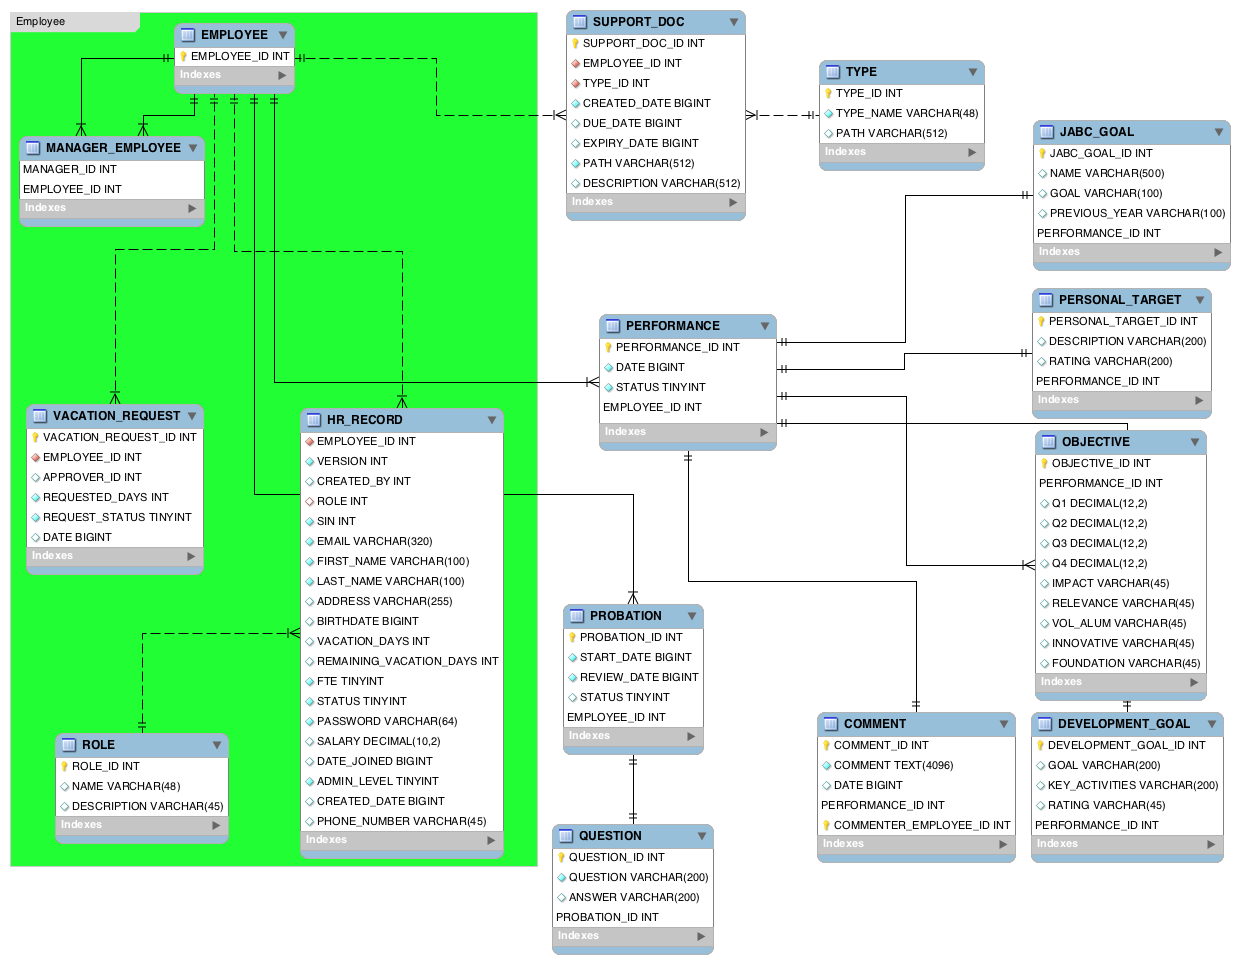 Employee
EMPLOYEE
EMPLOYEE_ID INT
Indexes
MANAGER_EMPLOYEE
MANAGER_ID INT
EMPLOYEE_ID INT
Indexes
VACATION_REQUEST
VACATION_REQUEST_ID INT
EMPLOYEE_ID INT
APPROVER_ID INT
REQUESTED_DAYS INT
REQUEST_STATUS TINYINT
DATE BIGINT
Indexes
HR_RECORD
EMPLOYEE_ID INT
VERSION INT
CREATED_BY INT
ROLE INT
SIN INT
EMAIL VARCHAR(320)
FIRST_NAME VARCHAR(100)
LAST_NAME VARCHAR(100)
ADDRESS VARCHAR(255)
BIRTHDATE BIGINT
VACATION_DAYS INT
REMAINING_VACATION_DAYS INT
FTE TINYINT
STATUS TINYINT
PASSWORD VARCHAR(64)
SALARY DECIMAL(10,2)
DATE_JOINED BIGINT
ADMIN_LEVEL TINYINT
CREATED_DATE BIGINT
PHONE_NUMBER VARCHAR(45)
Indexes
ROLE
ROLE_ID INT
NAME VARCHAR(48)
DESCRIPTION VARCHAR(45)
Indexes
SUPPORT_DOC
SUPPORT_DOC_ID INT
EMPLOYEE_ID INT
TYPE_ID INT
CREATED_DATE BIGINT
DUE_DATE BIGINT
EXPIRY_DATE BIGINT
PATH VARCHAR(512)
DESCRIPTION VARCHAR(512)
Indexes
TYPE
TYPE_ID INT
TYPE_NAME VARCHAR(48)
PATH VARCHAR(512)
Indexes
JABC_GOAL
JABC_GOAL_ID INT
NAME VARCHAR(500)
GOAL VARCHAR(100)
PREVIOUS_YEAR VARCHAR(100)
PERFORMANCE_ID INT
Indexes
PERFORMANCE
PERFORMANCE_ID INT
DATE BIGINT
STATUS TINYINT
EMPLOYEE_ID INT
Indexes
PERSONAL_TARGET
PERSONAL_TARGET_ID INT
DESCRIPTION VARCHAR(200)
RATING VARCHAR(200)
PERFORMANCE_ID INT
Indexes
OBJECTIVE
OBJECTIVE_ID INT
PERFORMANCE_ID INT
Q1 DECIMAL(12,2)
Q2 DECIMAL(12,2)
Q3 DECIMAL(12,2)
Q4 DECIMAL(12,2)
IMPACT VARCHAR(45)
RELEVANCE VARCHAR(45)
VOL_ALUM VARCHAR(45)
INNOVATIVE VARCHAR(45)
FOUNDATION VARCHAR(45)
Indexes
PROBATION
PROBATION_ID INT
START_DATE BIGINT
REVIEW_DATE BIGINT
STATUS TINYINT
EMPLOYEE_ID INT
Indexes
QUESTION
QUESTION_ID INT
QUESTION VARCHAR(200)
ANSWER VARCHAR(200)
PROBATION_ID INT
Indexes
COMMENT
COMMENT_ID INT
COMMENT TEXT(4096)
DATE BIGINT
PERFORMANCE_ID INT
COMMENTER_EMPLOYEE_ID INT
Indexes
DEVELOPMENT_GOAL
DEVELOPMENT_GOAL_ID INT
GOAL VARCHAR(200)
KEY_ACTIVITIES VARCHAR(200)
RATING VARCHAR(45)
PERFORMANCE_ID INT
Indexes